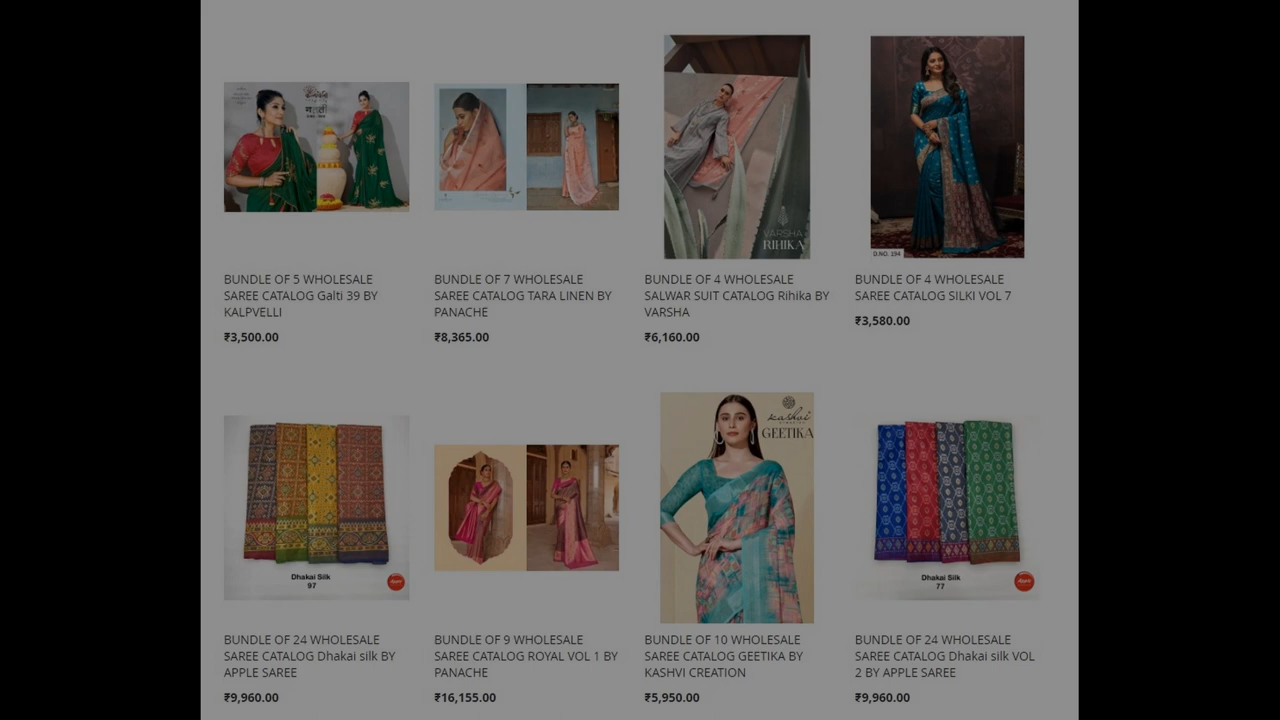 गलती
VARSHA
RIHIKA
D.NO. 194
BUNDLE OF 5 WHOLESALE
SAREE CATALOG Galti 39 BY
KALPVELLI
₹3,500.00
BUNDLE OF 7 WHOLESALE
SAREE CATALOG TARA LINEN BY
PANACHE
₹8,365.00
BUNDLE OF 4 WHOLESALE
SALWAR SUIT CATALOG Rihika BY
VARSHA
₹6,160.00
BUNDLE OF 4 WHOLESALE
SAREE CATALOG SILKI VOL 7
₹3,580.00
Dhakai Silk
97
kashvi
GEETIKA
Dhakai Silk
77
BUNDLE OF 24 WHOLESALE
SAREE CATALOG Dhakai silk BY
APPLE SAREE
₹9,960.00
BUNDLE OF 9 WHOLESALE
SAREE CATALOG ROYAL VOL 1 BY
PANACHE
₹16,155.00
BUNDLE OF 10 WHOLESALE
SAREE CATALOG GEETIKA BY
KASHVI CREATION
₹5,950.00
BUNDLE OF 24 WHOLESALE
SAREE CATALOG Dhakai silk VOL
2 BY APPLE SAREE
₹9,960.00